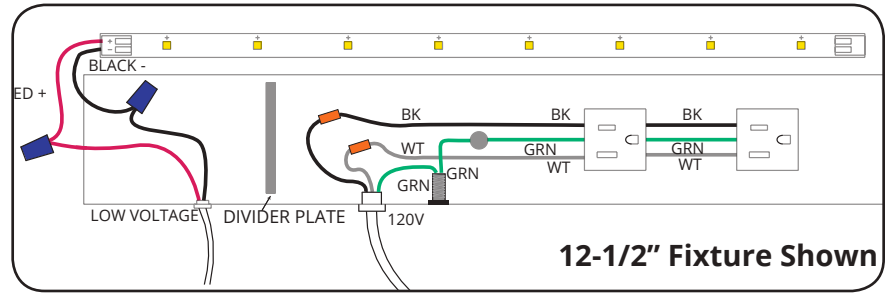 + + + + + + + +
+
-
BLACK -
ED +
BK BK BK
WT GRN GRN
WT WT
GRN GRN
LOW VOLTAGE DIVIDER PLATE 120V
12-1/2” Fixture Shown